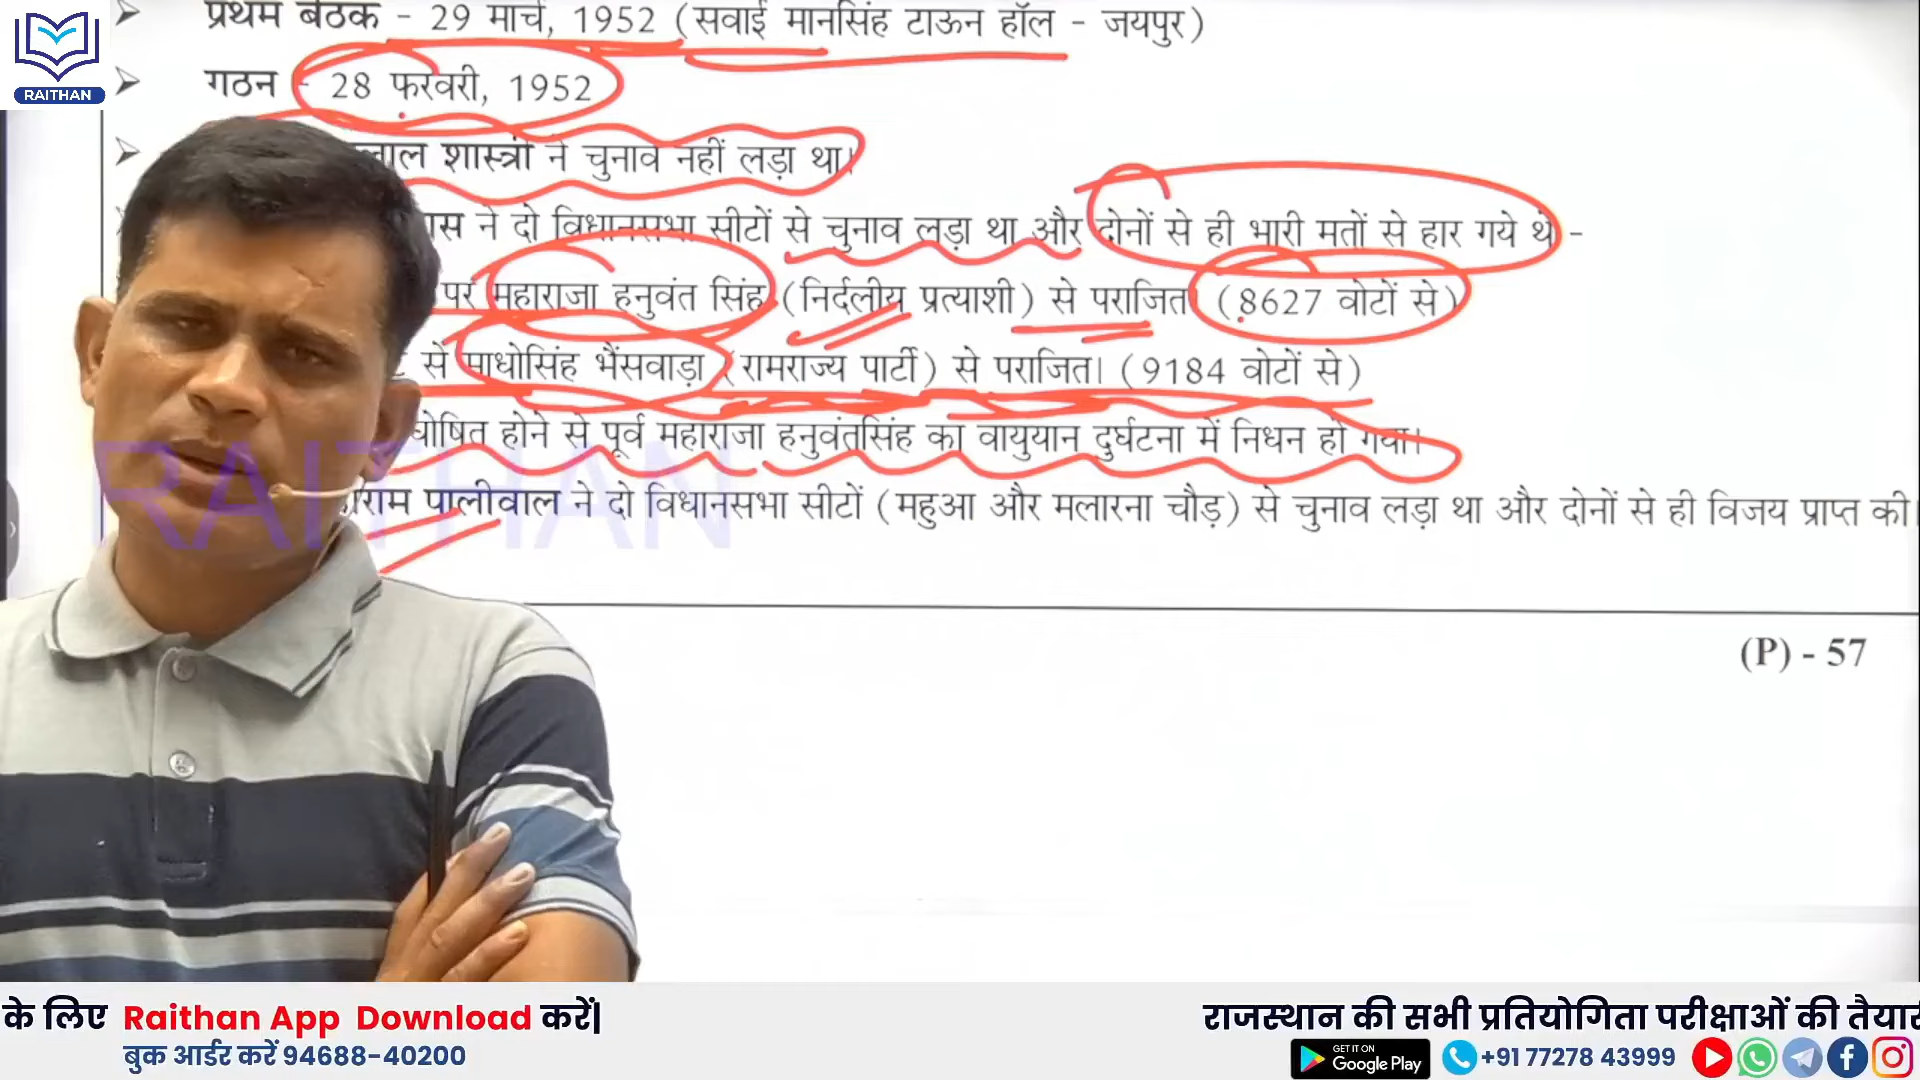 RAITHAN
प्रथम बैठक - 29 मार्च, 1952 (सवाई मानसिंह टाऊन हॉल - जयपुर)
गठन - 28 फरवरी, 1952
लाल शास्त्री ने चुनाव नहीं लड़ा था।
ास ने दो विधानसभा सीटों से चुनाव लड़ा था और दोनों से ही भारी मतों से हार गये थे -
पर महाराजा हनुवंत सिंह (निर्दलीय प्रत्याशी) से पराजित। (8627 वोटों से)
से माधोसिंह भैंसवाड़ा (रामराज्य पार्टी) से पराजित। (9184 वोटों से)
घोषित होने से पूर्व महाराजा हनुवंतसिंह का वायुयान दुर्घटना में निधन हो गया।
ाराम पालीवाल ने दो विधानसभा सीटों (महुआ और मलारना चौड़) से चुनाव लड़ा था और दोनों से ही विजय प्राप्त की।
RAITHAN
(P) - 57
के लिए Raithan App Download करें|
राजस्थान की सभी प्रतियोगिता परीक्षाओं की तैयारी
बुक आर्डर करें 94688-40200
GET IT ON
Google Play
+91 77278 43999